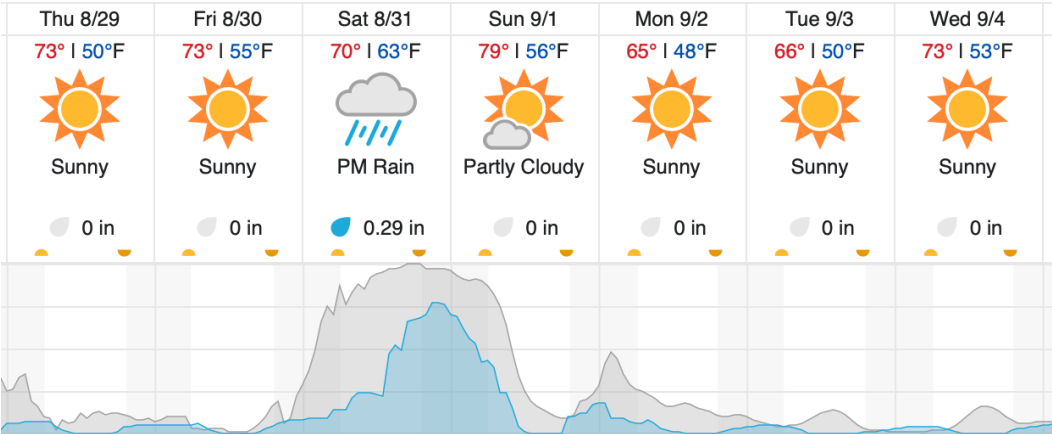 Thu 8/29 Fri 8/30 Sat 8/31 Sun 9/1 Mon 9/2 Tue 9/3 Wed 9/4
73° | 50°F 73° | 55°F 70° | 63°F 79° | 56°F 65° | 48°F 66° | 50°F 73° | 53°F
Sunny Sunny PM Rain Partly Cloudy Sunny Sunny Sunny
0 in 0 in 0.29 in 0 in 0 in 0 in 0 in